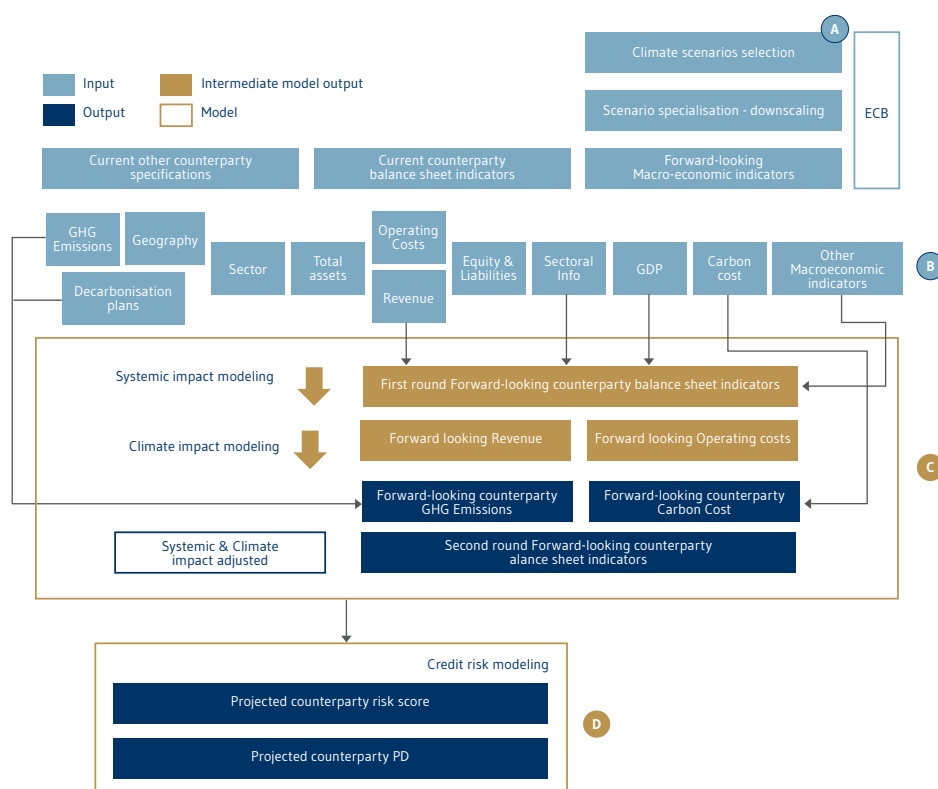 A
Climate scenarios selection
Input
Intermediate model output
Output
Model
Scenario specialisation - downscaling
ECB
Current other counterparty
specifications
Current counterparty
balance sheet indicators
Forward-looking
Macro-economic indicators
GHG
Emissions
Geography
Decarbonisation
plans
Sector
Total
assets
Operating
Costs
Revenue
Equity &
Liabilities
Sectoral
Info
GDP
Carbon
cost
Other
Macroeconomic
indicators
B
Systemic impact modeling
First round Forward-looking counterparty balance sheet indicators
Climate impact modeling
Forward looking Revenue
Forward looking Operating costs
C
Forward-looking counterparty
GHG Emissions
Forward-looking counterparty
Carbon Cost
Systemic & Climate
impact adjusted
Second round Forward-looking counterparty
alance sheet indicators
Credit risk modeling
Projected counterparty risk score
D
Projected counterparty PD